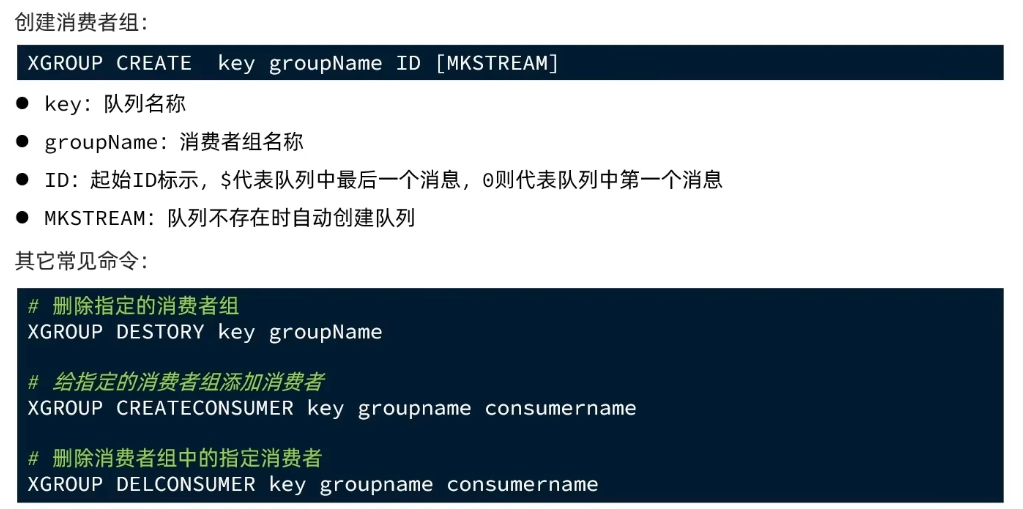 创建消费者组：
XGROUP CREATE  key groupName ID [MKSTREAM]
● key：队列名称
● groupName：消费者组名称
● ID：起始ID标示，$代表队列中最后一个消息，0则代表队列中第一个消息
● MKSTREAM：队列不存在时自动创建队列
其它常见命令：
# 删除指定的消费者组
XGROUP DESTORY key groupName
# 给指定的消费者组添加消费者
XGROUP CREATECONSUMER key groupname consumername
# 删除消费者组中的指定消费者
XGROUP DELCONSUMER key groupname consumername